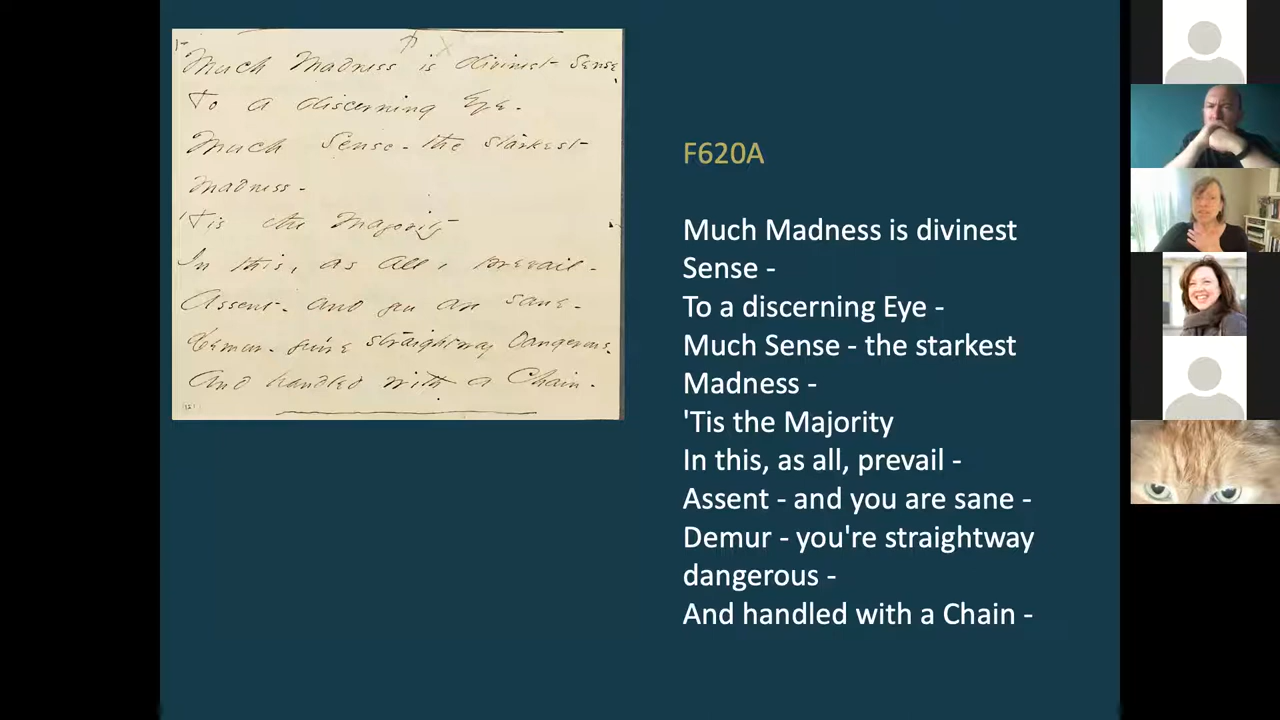 Much Madness is divinest Sense
To a discerning Eye -
Much Sense - the starkest
Madness -
'Tis the Majority
In this, as all, prevail -
Assent - and you are sane -
Demur - you're straightway dangerous -
And handled with a Chain -
F620A
Much Madness is divinest
Sense -
To a discerning Eye -
Much Sense - the starkest
Madness -
'Tis the Majority
In this, as all, prevail -
Assent - and you are sane -
Demur - you're straightway
dangerous -
And handled with a Chain -